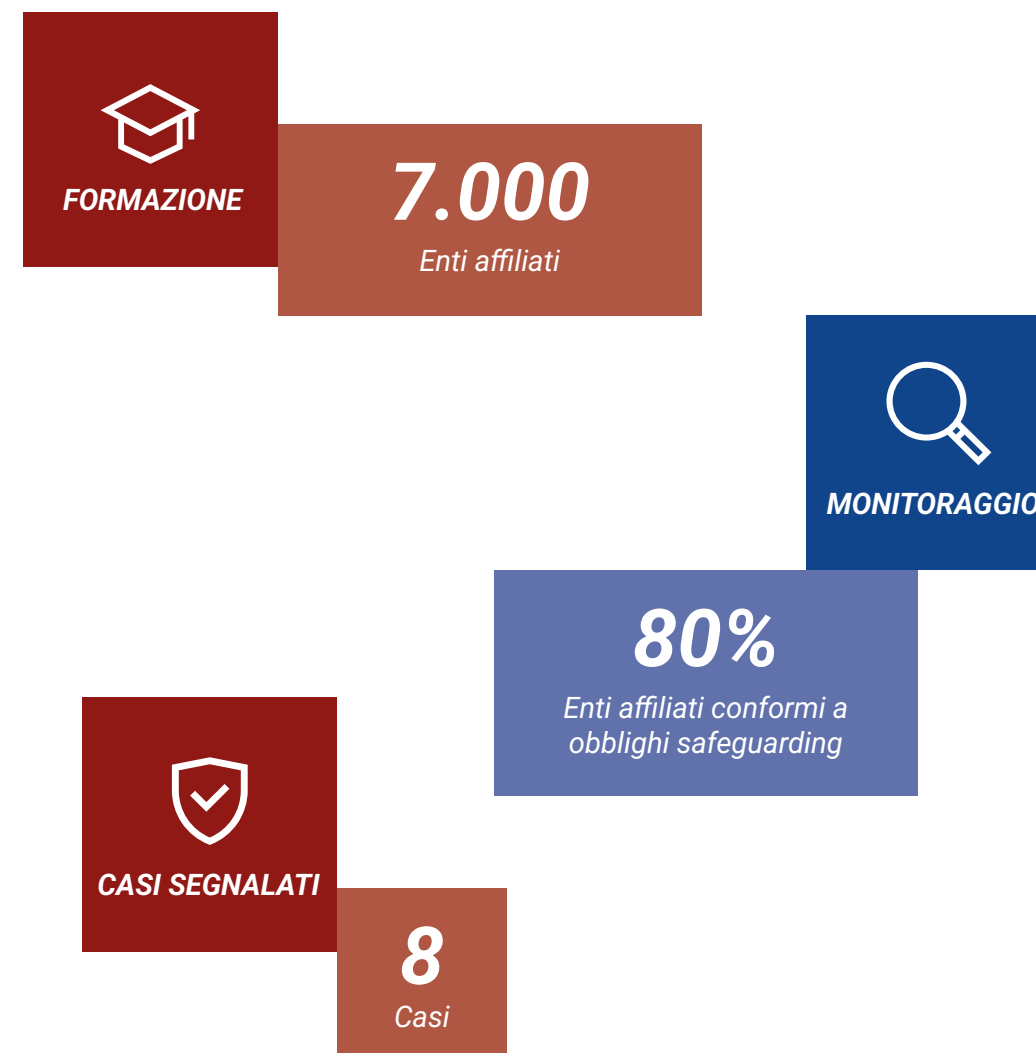 FORMAZIONE
7.000
Enti affiliati
MONITORAGGIO
80%
Enti affiliati conformi a
obblighi safeguarding
CASI SEGNALATI
8
Casi